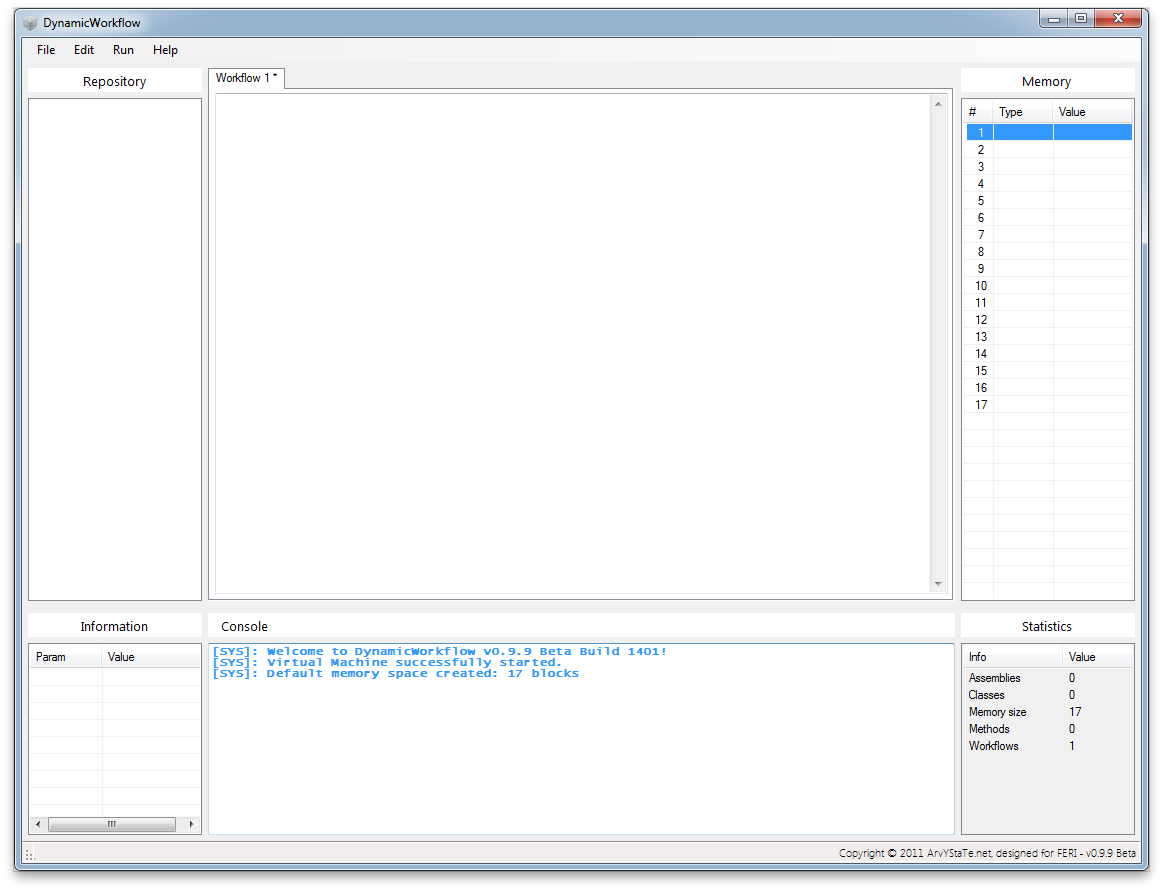 DynamicWorkflow
File Edit Run Help
Repository
Workflow 1 *
Memory
# Type Value
1
2
3
4
5
6
7
8
9
10
11
12
13
14
15
16
17
Information
Param Value
Console
[SYS]: Welcome to DynamicWorkflow v0.9.9 Beta Build 1401!
[SYS]: Virtual Machine successfully started.
[SYS]: Default memory space created: 17 blocks
Statistics
Info Value
Assemblies 0
Classes 0
Memory size 17
Methods 0
Workflows 1
Copyright © 2011 ArvYStaTe.net, designed for FERI - v0.9.9 Beta